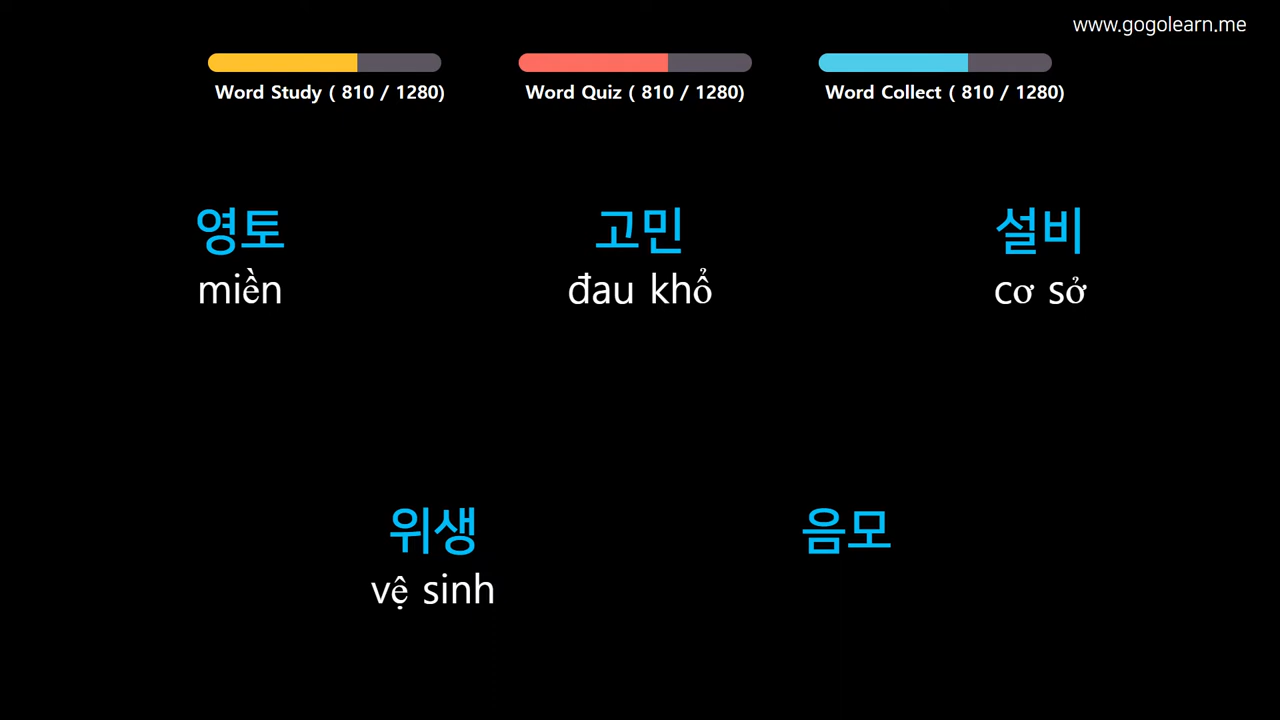 www.gogolearn.me
Word Study ( 810 / 1280)
Word Quiz ( 810 / 1280)
Word Collect ( 810 / 1280)
영토
miền
고민
đau khổ
설비
cơ sở
위생
vệ sinh
음모